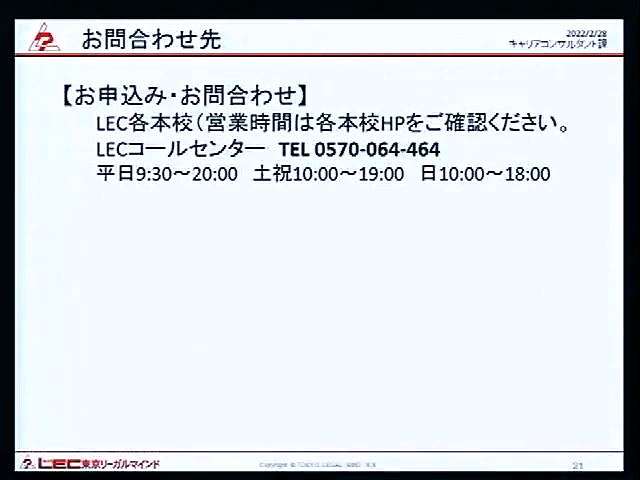 お問合わせ先
2022/2/28
キャリアコンサルタント課
【お申込み・お問合わせ】
LEC各本校（営業時間は各本校HPをご確認ください。
LECコールセンター TEL 0570-064-464
平日9:30～20:00 土祝10:00～19:00 日10:00～18:00
LEC東京リーガルマインド
Copyright © TOKYO LEGAL MIND K.K
21